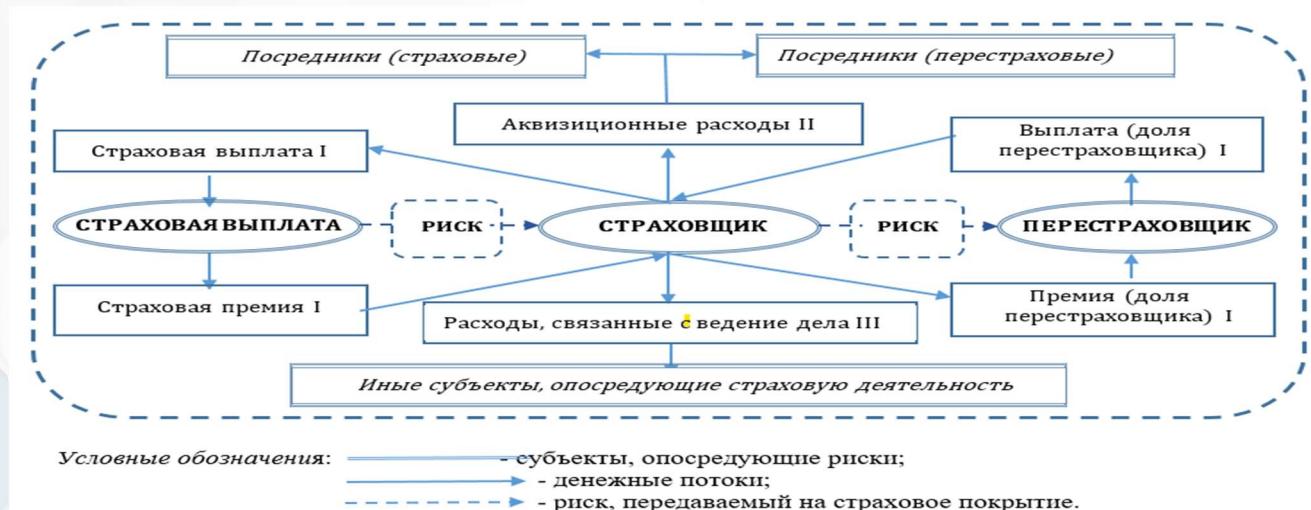 Посредники (страховые)
Посредники (перестраховые)
Аквизиционные расходы II
Страховая выплата I
Выплата (доля
перестраховщика) I
СТРАХОВАЯ ВЫПЛАТА
РИСК
СТРАХОВЩИК
РИСК
ПЕРЕСТРАХОВЩИК
Страховая премия I
Премия (доля
перестраховщика) I
Расходы, связанные с ведение дела III
Иные субъекты, опосредующие страховую деятельность
Условные обозначения:
- субъекты, опосредующие риски;
- денежные потоки;
- риск, передаваемый на страховое покрытие.